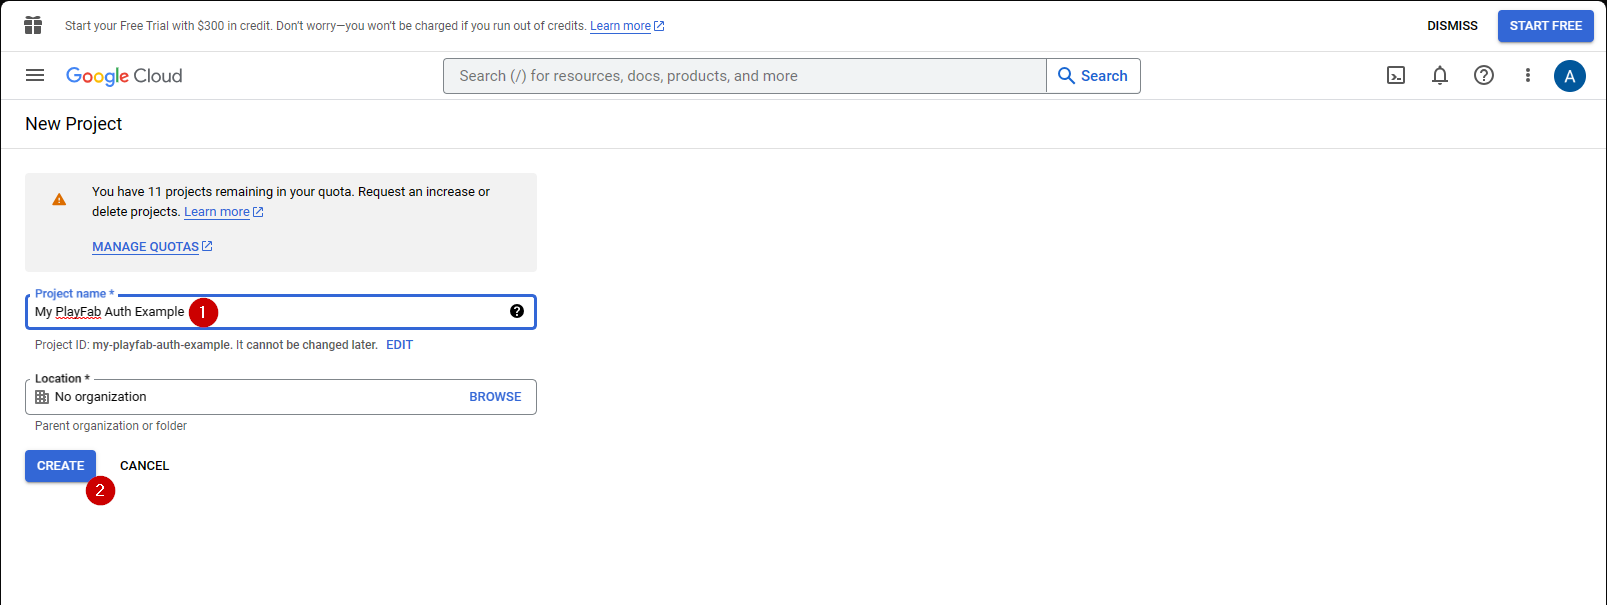 Start your Free Trial with $300 in credit. Don't worry—you won't be charged if you run out of credits. Learn more
DISMISS
START FREE
Google Cloud
Search (/) for resources, docs, products, and more
Search
A
New Project
You have 11 projects remaining in your quota. Request an increase or
delete projects. Learn more
MANAGE QUOTAS
Project name *
My PlayFab Auth Example
1
Project ID: my-playfab-auth-example. It cannot be changed later. EDIT
Location *
No organization
BROWSE
Parent organization or folder
CREATE
CANCEL
2